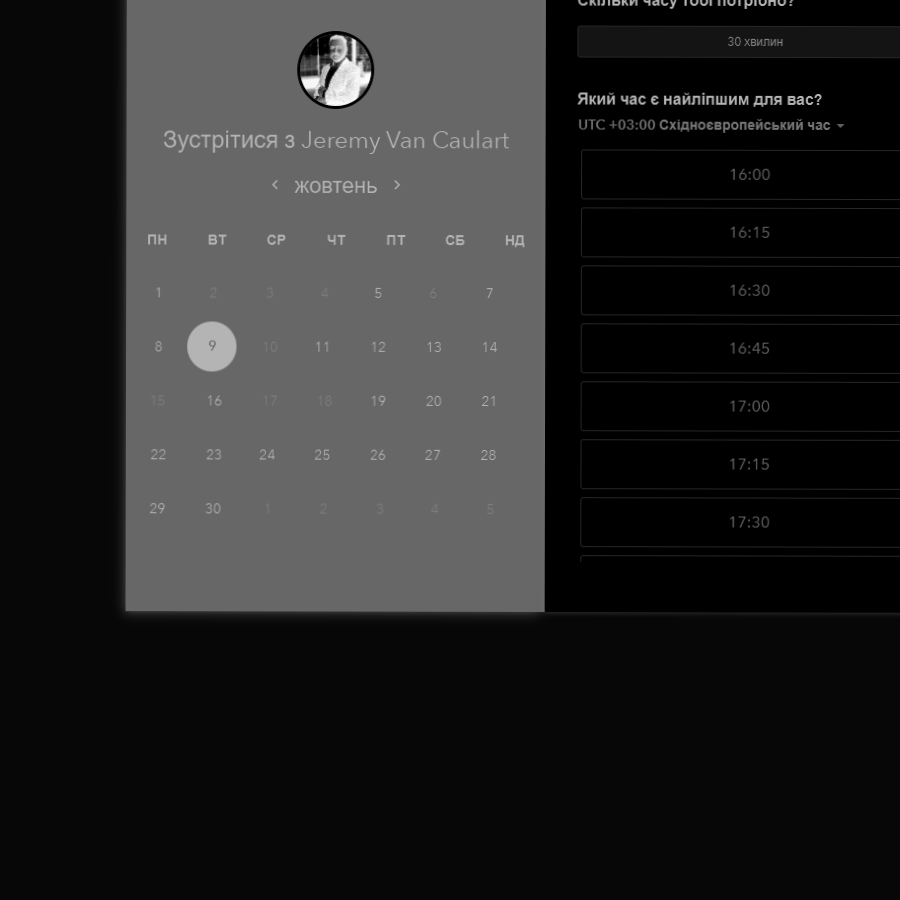 Скільки часу тобі потрібно?
30 хвилин
Зустрітися з Jeremy Van Caulart
жовтень
ПН ВТ СР ЧТ ПТ СБ НД
1 2 3 4 5 6 7
8 9 10 11 12 13 14
15 16 17 18 19 20 21
22 23 24 25 26 27 28
29 30 1 2 3 4 5
Який час є найліпшим для вас?
UTC +03:00 Східноєвропейський час
16:00
16:15
16:30
16:45
17:00
17:15
17:30